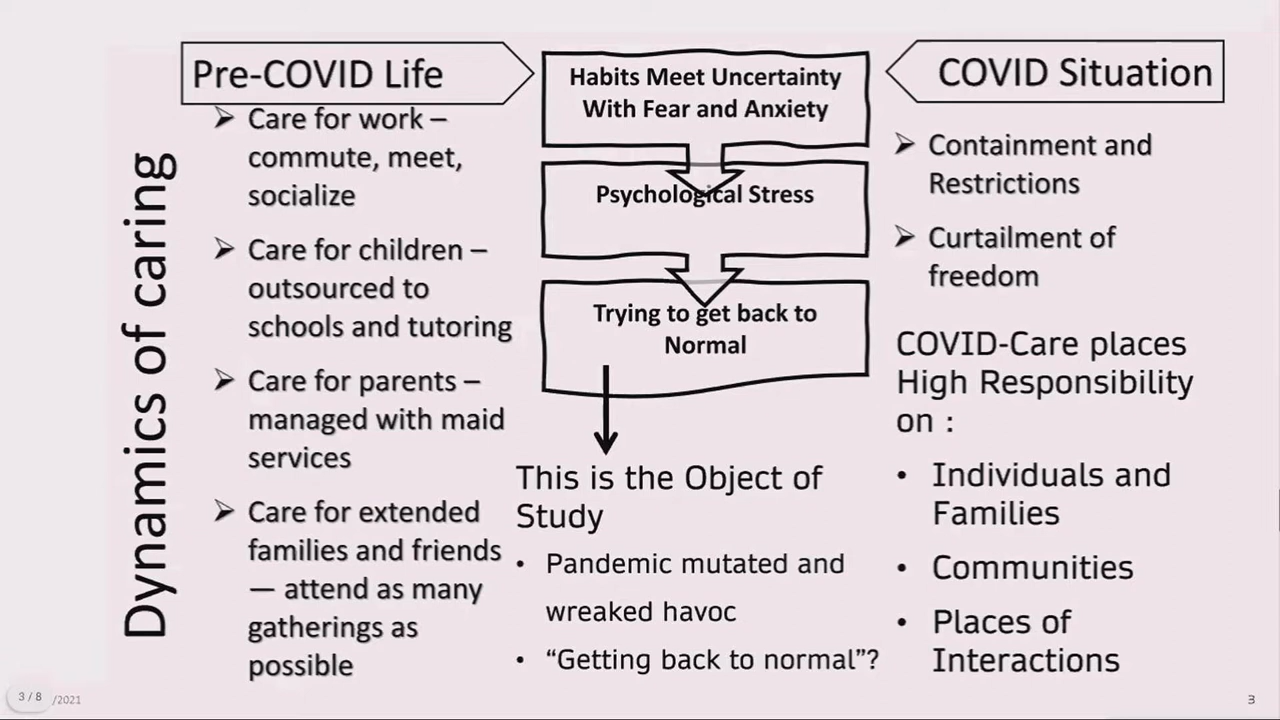 Dynamics of caring
Pre-COVID Life
➢ Care for work –
commute, meet,
socialize
➢ Care for children –
outsourced to
schools and tutoring
➢ Care for parents –
managed with maid
services
➢ Care for extended
families and friends
— attend as many
gatherings as
possible
Habits Meet Uncertainty
With Fear and Anxiety
Psychological Stress
Trying to get back to
Normal
This is the Object of
Study
• Pandemic mutated and
wreaked havoc
• “Getting back to normal”?
COVID Situation
➢ Containment and
Restrictions
➢ Curtailment of
freedom
COVID-Care places
High Responsibility
on :
• Individuals and
Families
• Communities
• Places of
Interactions
3 / 8
/2021
3